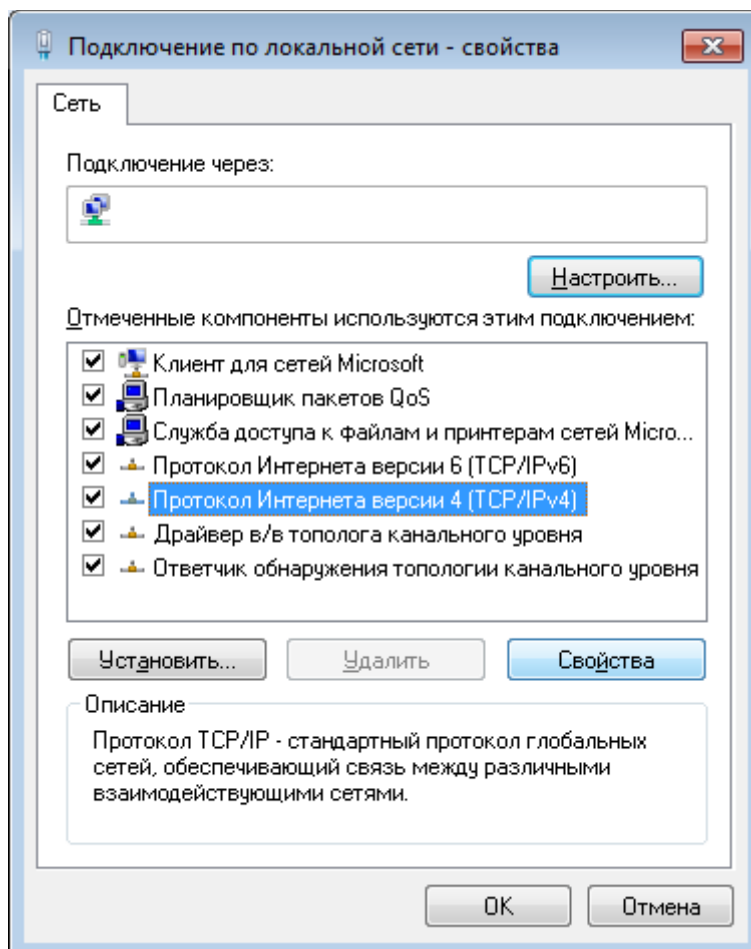 Подключение по локальной сети - свойства
Сеть
Подключение через:
Настроить...
Отмеченные компоненты используются этим подключением:
Клиент для сетей Microsoft
Планировщик пакетов QoS
Служба доступа к файлам и принтерам сетей Micro...
Протокол Интернета версии 6 (TCP/IPv6)
Протокол Интернета версии 4 (TCP/IPv4)
Драйвер в/в тополога канального уровня
Ответчик обнаружения топологии канального уровня
Установить...
Удалить
Свойства
Описание
Протокол TCP/IP - стандартный протокол глобальных
сетей, обеспечивающий связь между различными
взаимодействующими сетями.
OK
Отмена